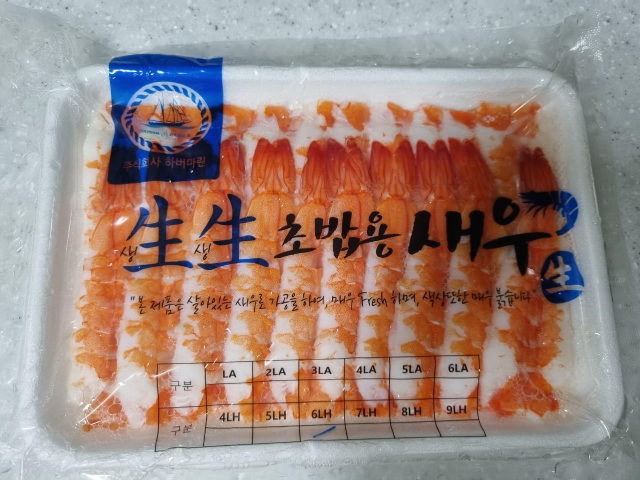 주식회사 하버마린
생 生 생 生 초밥용 새우
生
"본 제품은 살아있는 새우로 가공을 하여, 매우 Fresh 하며, 색상또한 매우 붉습니다"
구분 LA 2LA 3LA 4LA 5LA 6LA
구분 4LH 5LH 6LH 7LH 8LH 9LH